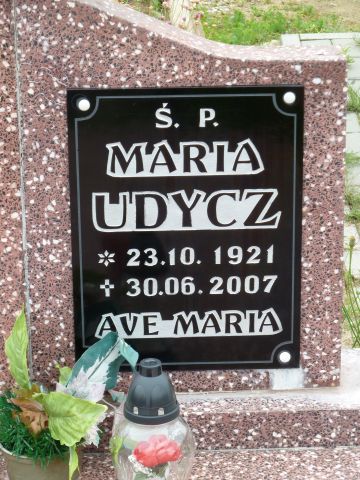 Ś. P.
MARIA
UDYCZ
* 23.10.1921
✝ 30.06.2007
AVE MARIA